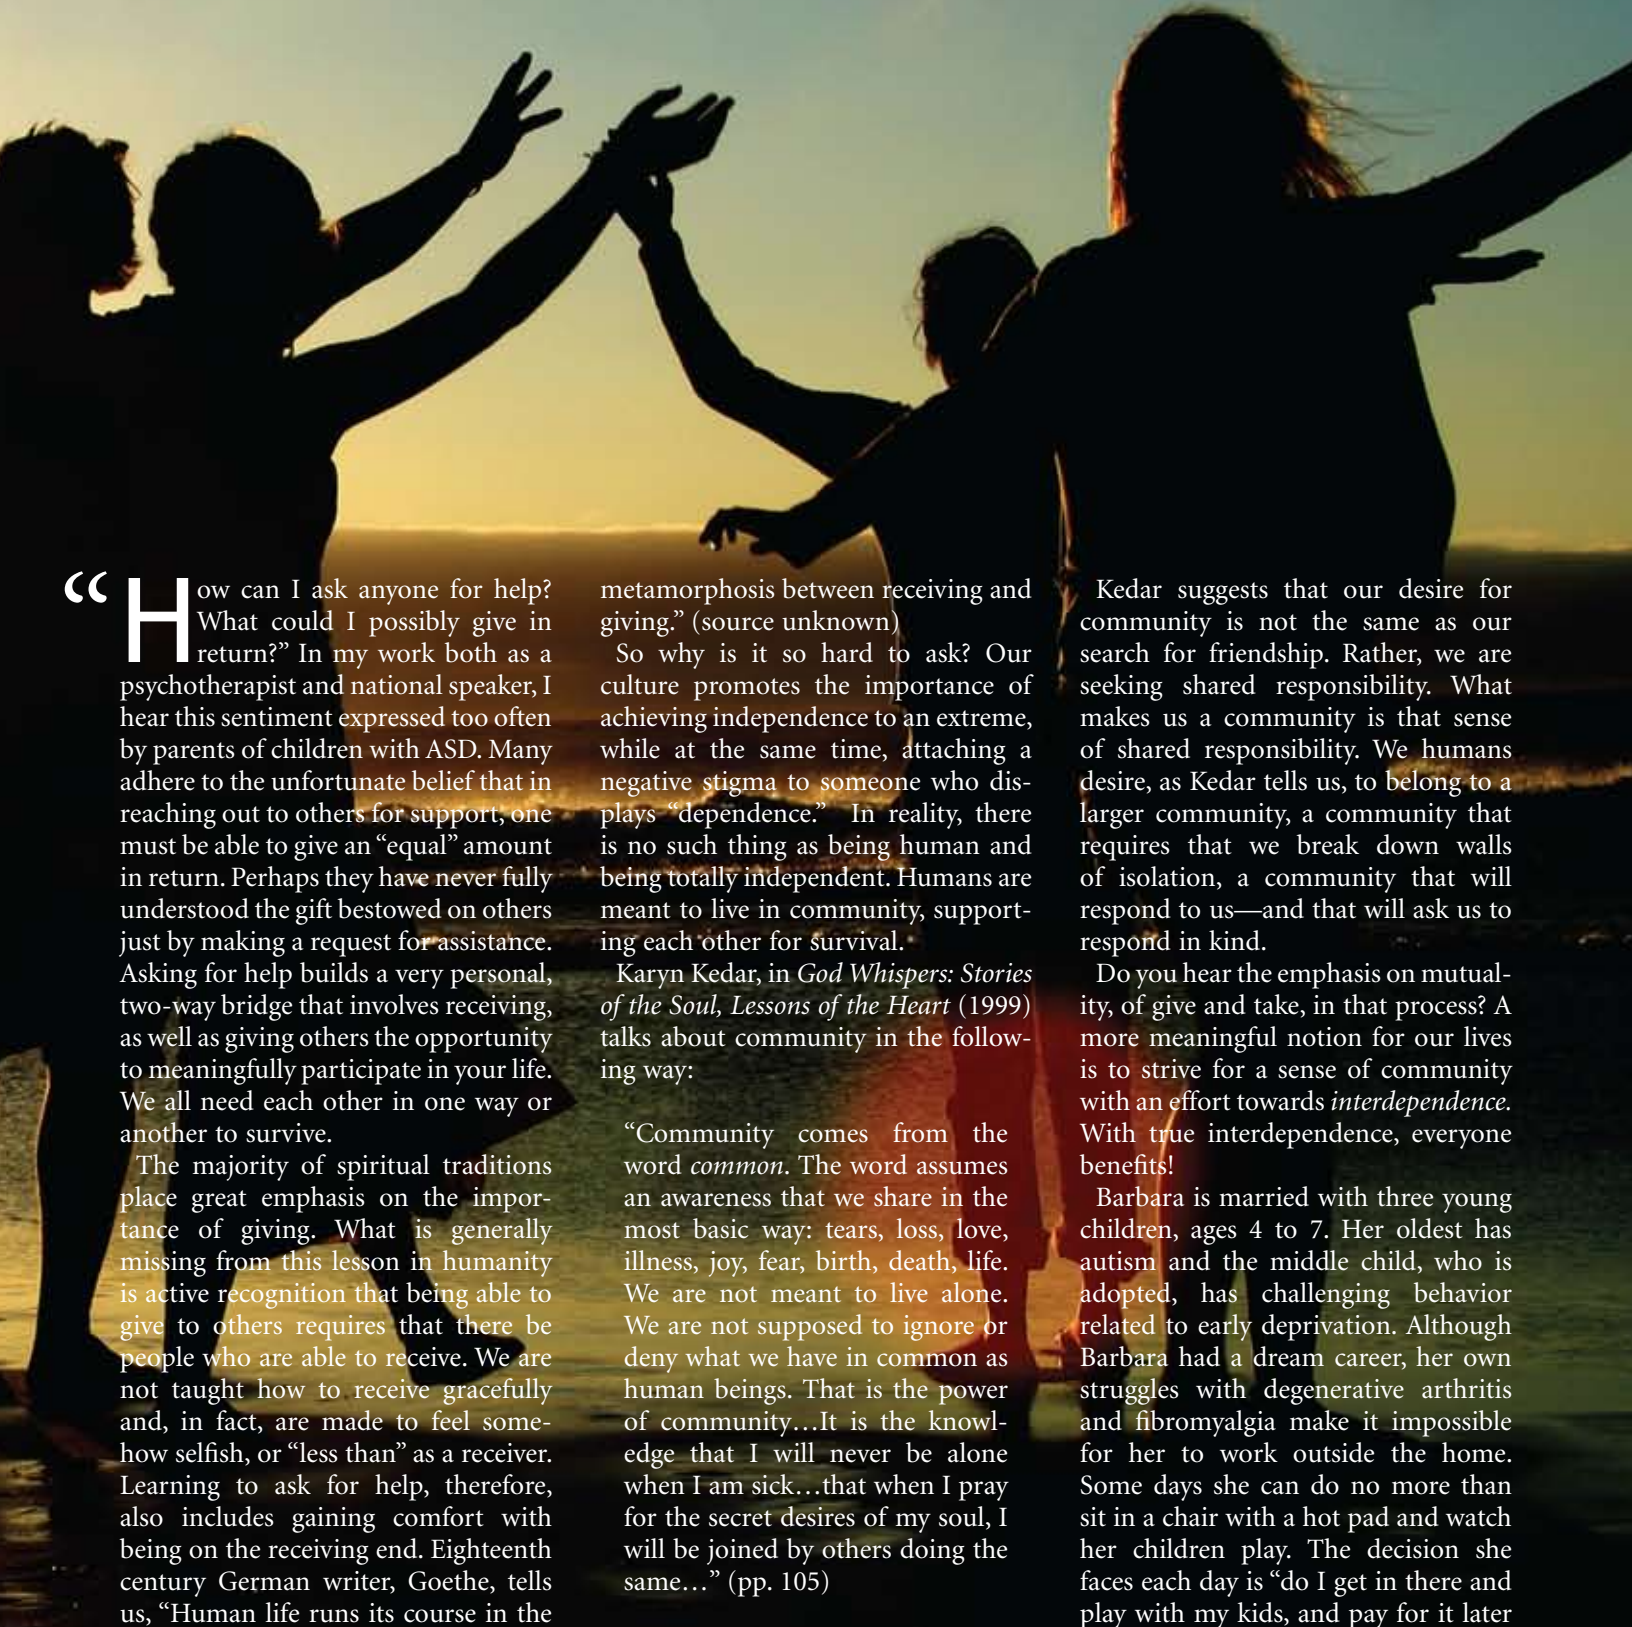 “How can I ask anyone for help?
What could I possibly give in
return?” In my work both as a
psychotherapist and national speaker, I
hear this sentiment expressed too often
by parents of children with ASD. Many
adhere to the unfortunate belief that in
reaching out to others for support, one
must be able to give an “equal” amount
in return. Perhaps they have never fully
understood the gift bestowed on others
just by making a request for assistance.
Asking for help builds a very personal,
two-way bridge that involves receiving,
as well as giving others the opportunity
to meaningfully participate in your life.
We all need each other in one way or
another to survive.
The majority of spiritual traditions
place great emphasis on the impor-
tance of giving. What is generally
missing from this lesson in humanity
is active recognition that being able to
give to others requires that there be
people who are able to receive. We are
not taught how to receive gracefully
and, in fact, are made to feel some-
how selfish, or “less than” as a receiver.
Learning to ask for help, therefore,
also includes gaining comfort with
being on the receiving end. Eighteenth
century German writer, Goethe, tells
us, “Human life runs its course in the
metamorphosis between receiving and
giving.” (source unknown)
So why is it so hard to ask? Our
culture promotes the importance of
achieving independence to an extreme,
while at the same time, attaching a
negative stigma to someone who dis-
plays “dependence.” In reality, there
is no such thing as being human and
being totally independent. Humans are
meant to live in community, support-
ing each other for survival.
Karyn Kedar, in God Whispers: Stories
of the Soul, Lessons of the Heart (1999)
talks about community in the follow-
ing way:
“Community comes from the
word common. The word assumes
an awareness that we share in the
most basic way: tears, loss, love,
illness, joy, fear, birth, death, life.
We are not meant to live alone.
We are not supposed to ignore or
deny what we have in common as
human beings. That is the power
of community…It is the knowl-
edge that I will never be alone
when I am sick…that when I pray
for the secret desires of my soul, I
will be joined by others doing the
same…” (pp. 105)
Kedar suggests that our desire for
community is not the same as our
search for friendship. Rather, we are
seeking shared responsibility. What
makes us a community is that sense
of shared responsibility. We humans
desire, as Kedar tells us, to belong to a
larger community, a community that
requires that we break down walls
of isolation, a community that will
respond to us—and that will ask us to
respond in kind.
Do you hear the emphasis on mutual-
ity, of give and take, in that process? A
more meaningful notion for our lives
is to strive for a sense of community
with an effort towards interdependence.
With true interdependence, everyone
benefits!
Barbara is married with three young
children, ages 4 to 7. Her oldest has
autism and the middle child, who is
adopted, has challenging behavior
related to early deprivation. Although
Barbara had a dream career, her own
struggles with degenerative arthritis
and fibromyalgia make it impossible
for her to work outside the home.
Some days she can do no more than
sit in a chair with a hot pad and watch
her children play. The decision she
faces each day is “do I get in there and
play with my kids, and pay for it later